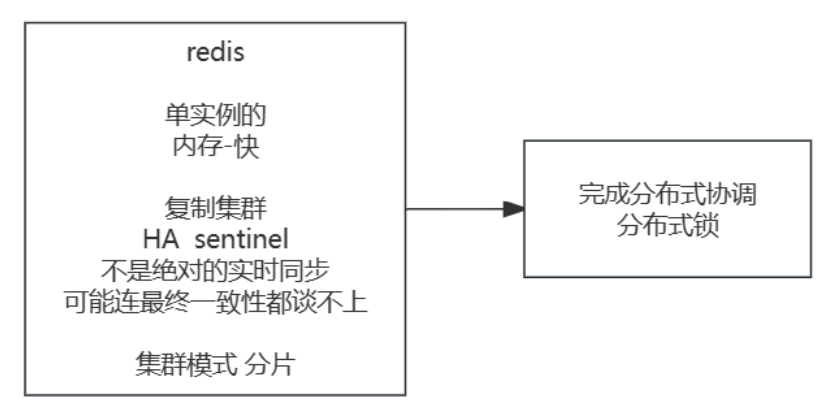 redis
单实例的
内存-快
复制集群
HA sentinel
不是绝对的实时同步
可能连最终一致性都谈不上
集群模式 分片
完成分布式协调
分布式锁